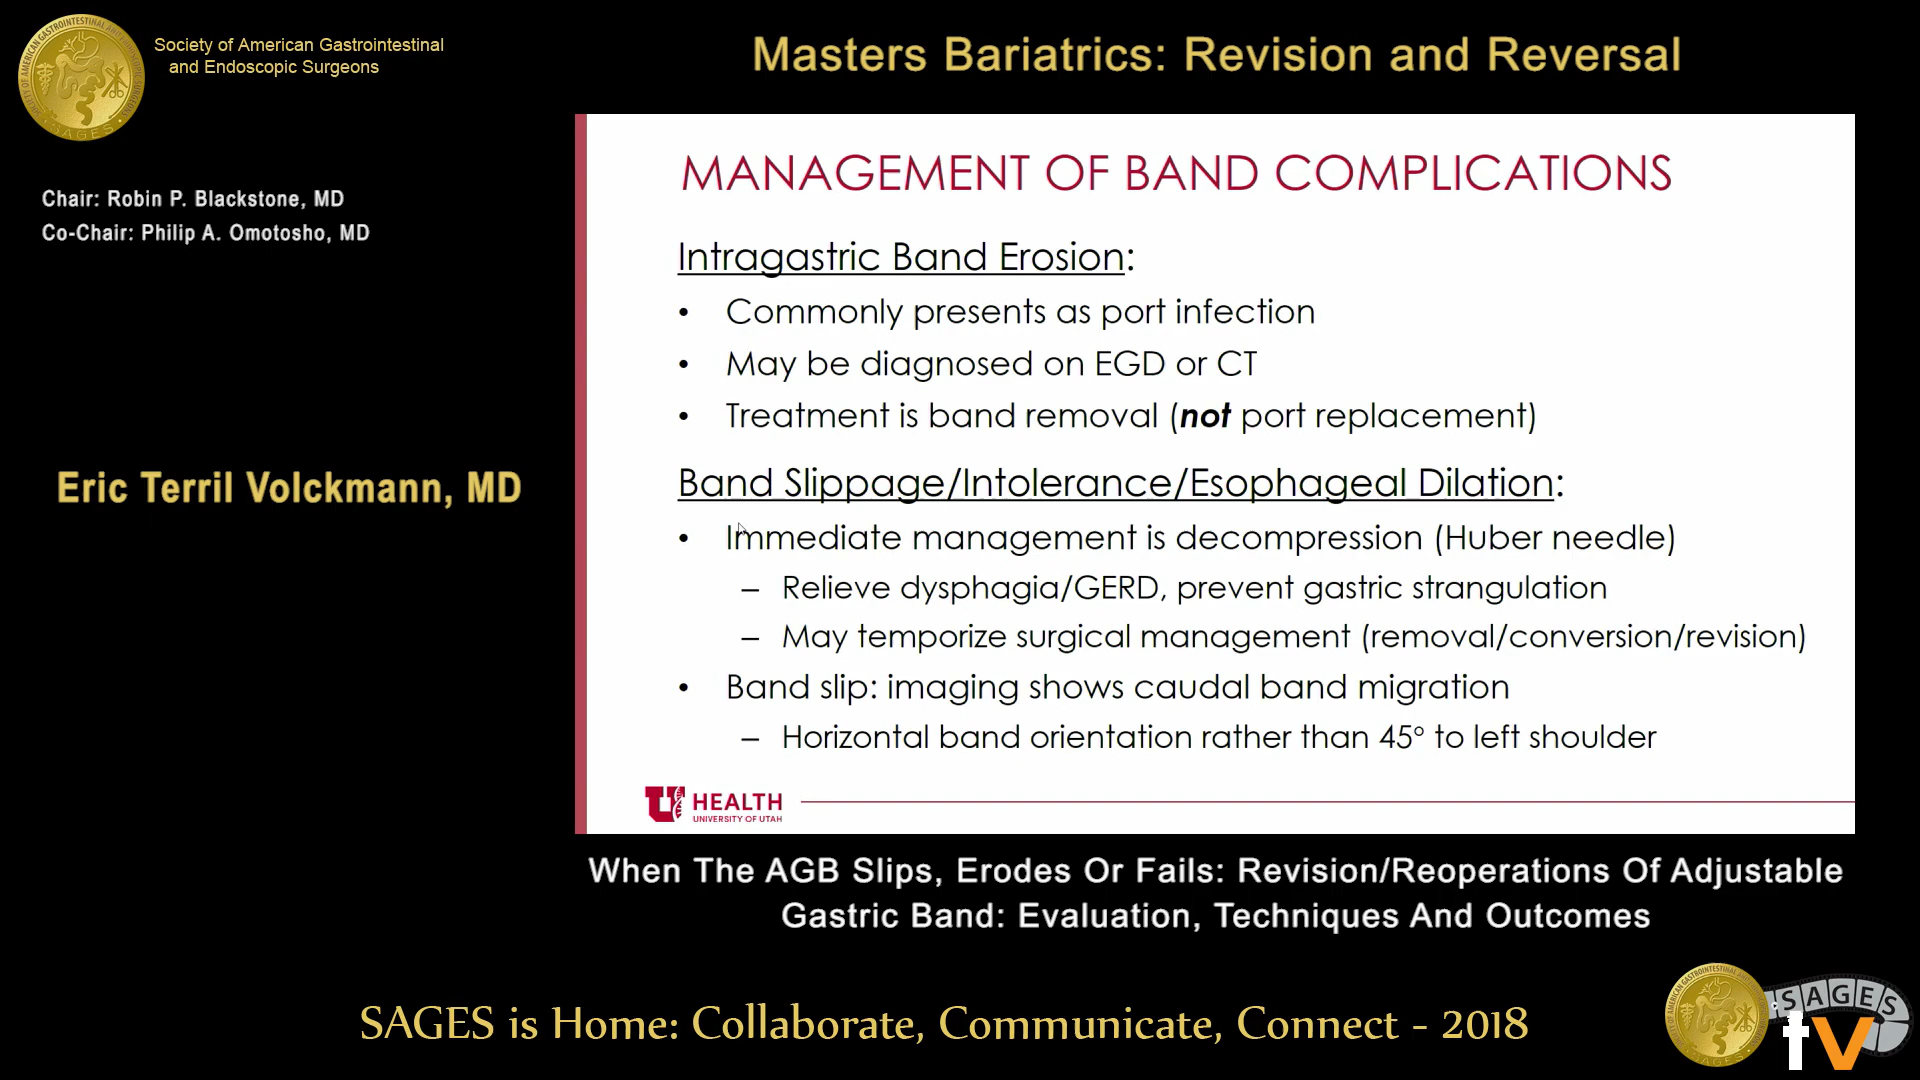 Society of American Gastrointestinal
and Endoscopic Surgeons
Masters Bariatrics: Revision and Reversal
Chair: Robin P. Blackstone, MD
Co-Chair: Philip A. Omotosho, MD
Eric Terril Volckmann, MD
MANAGEMENT OF BAND COMPLICATIONS
Intragastric Band Erosion:
• Commonly presents as port infection
• May be diagnosed on EGD or CT
• Treatment is band removal (not port replacement)
Band Slippage/Intolerance/Esophageal Dilation:
• Immediate management is decompression (Huber needle)
– Relieve dysphagia/GERD, prevent gastric strangulation
– May temporize surgical management (removal/conversion/revision)
• Band slip: imaging shows caudal band migration
– Horizontal band orientation rather than 45° to left shoulder
U HEALTH
UNIVERSITY OF UTAH
When The AGB Slips, Erodes Or Fails: Revision/Reoperations Of Adjustable
Gastric Band: Evaluation, Techniques And Outcomes
SAGES is Home: Collaborate, Communicate, Connect - 2018
SAGES
tv